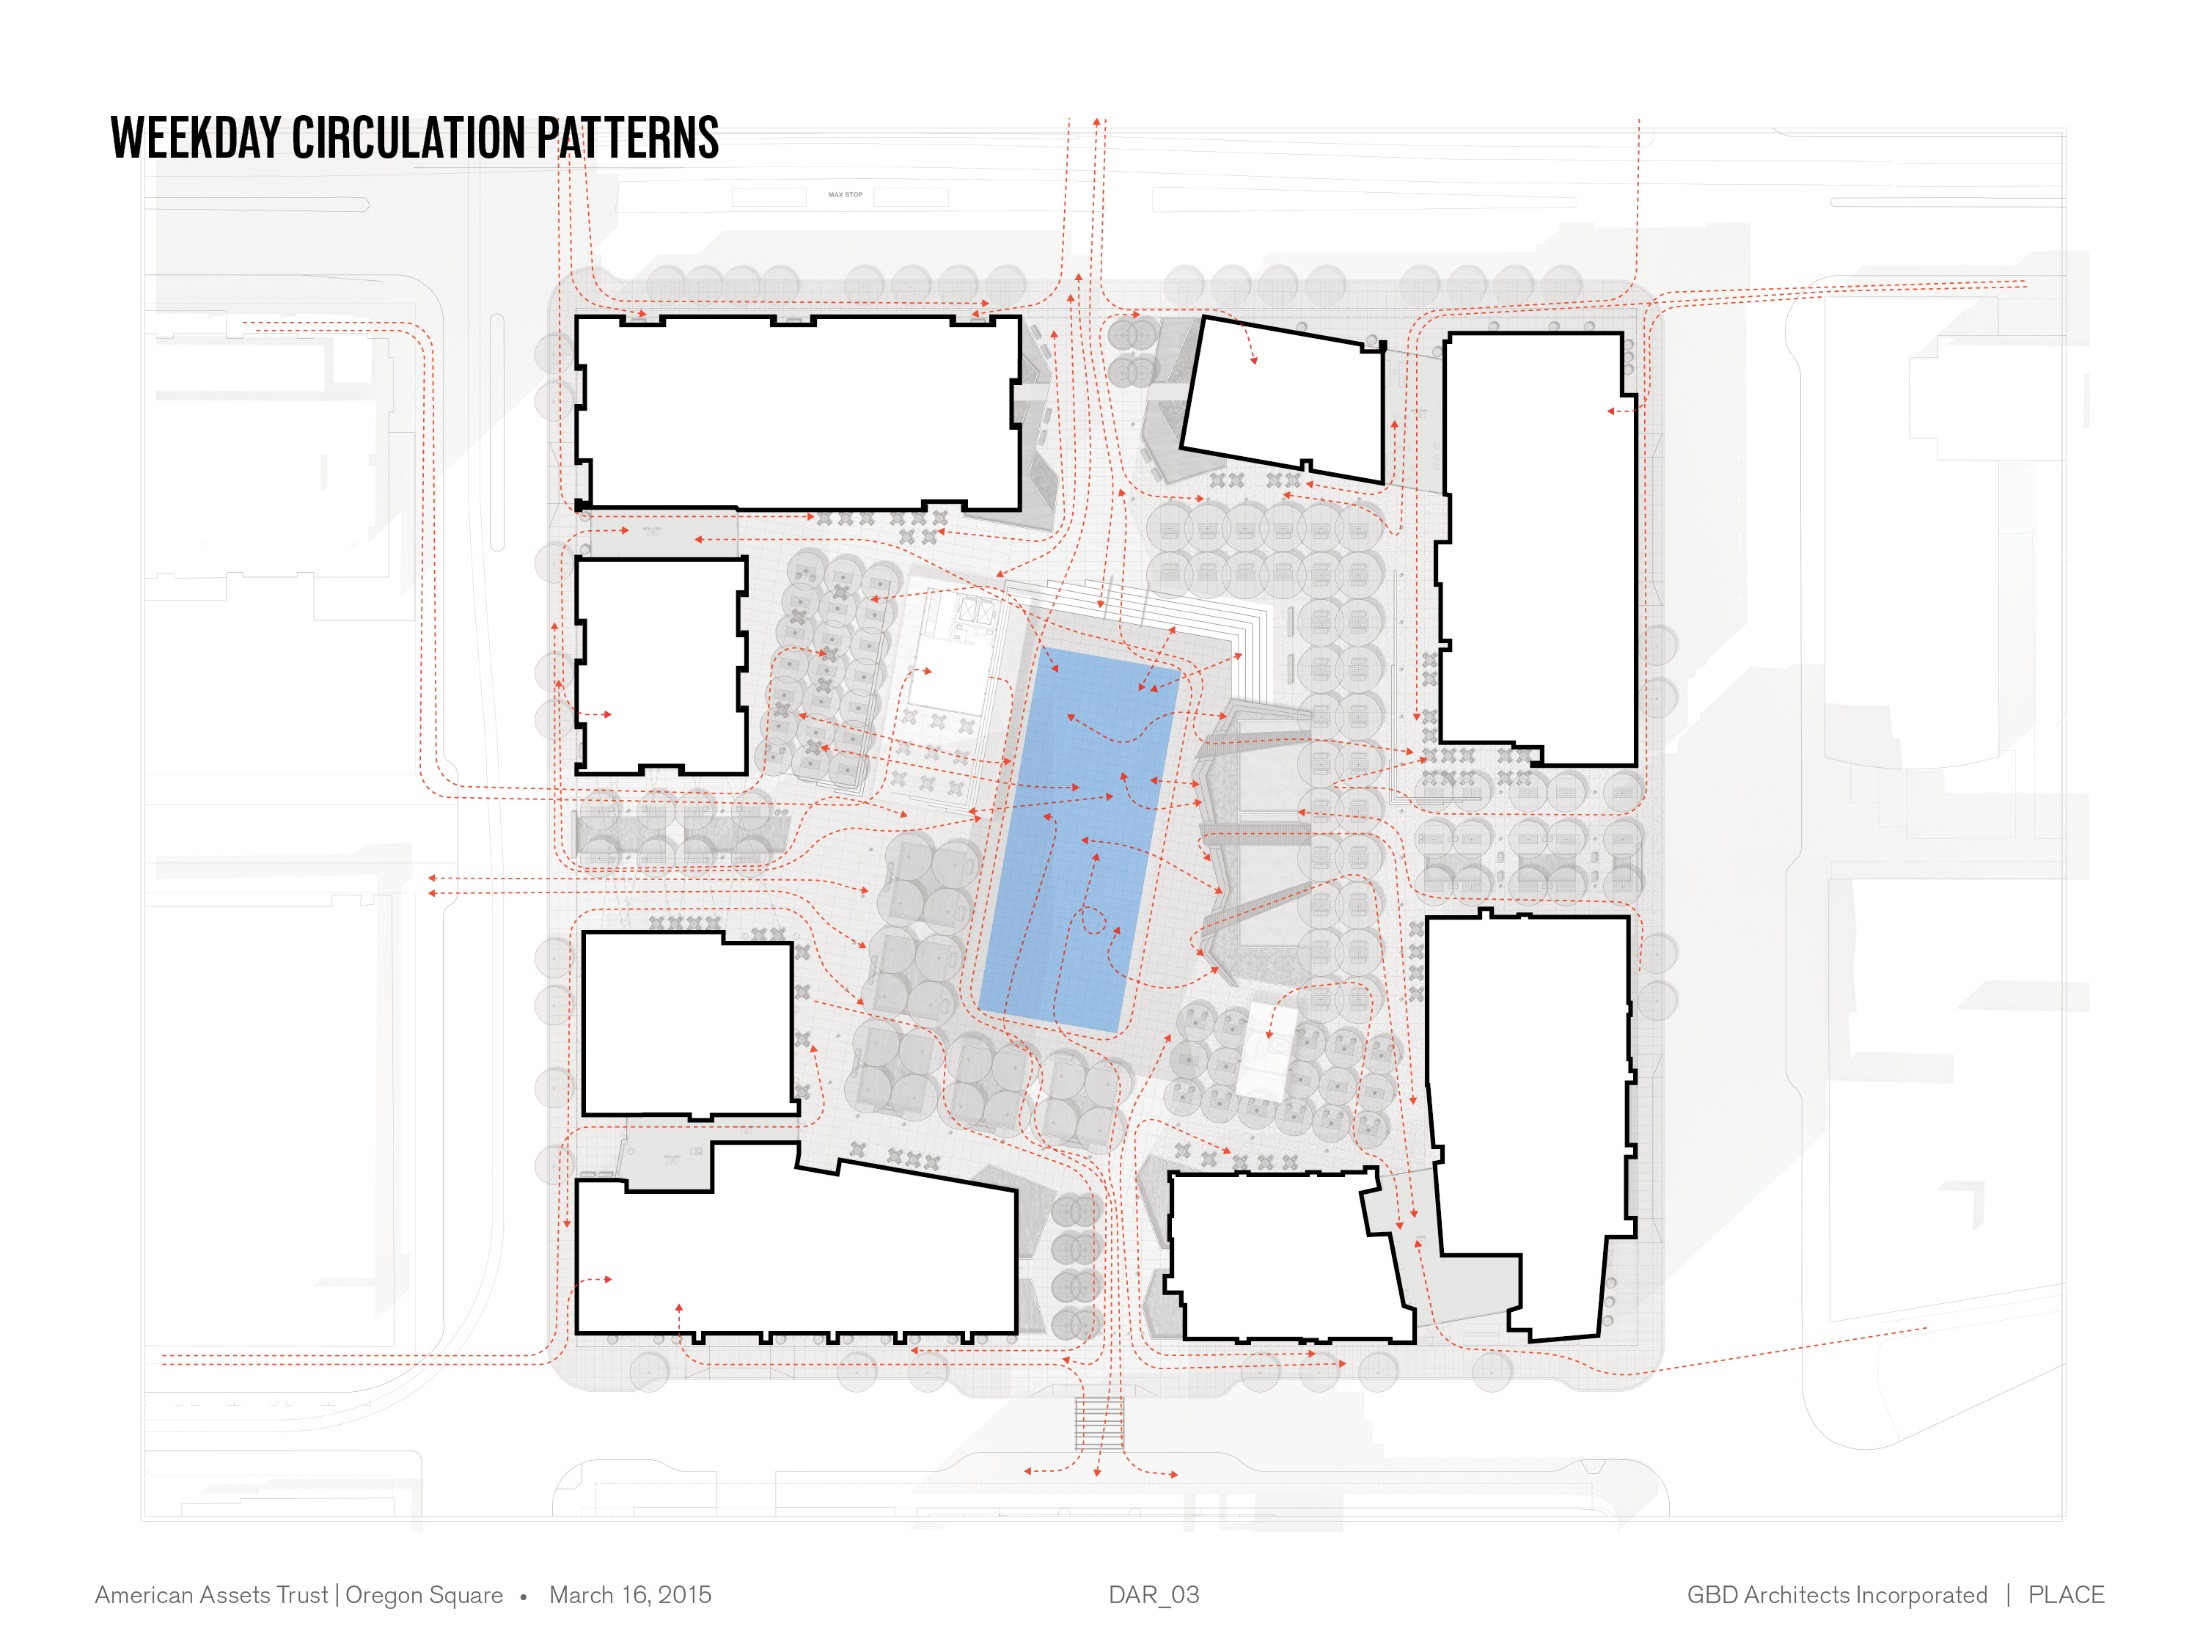 WEEKDAY CIRCULATION PATTERNS
MAX STOP
American Assets Trust | Oregon Square • March 16, 2015
DAR_03
GBD Architects Incorporated | PLACE